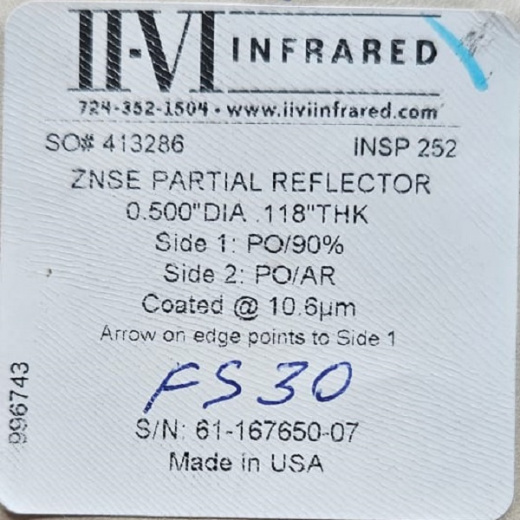 II-VI INFRARED
724-352-1504 • www.iiviinfrared.com
SO# 413286 INSP 252
ZNSE PARTIAL REFLECTOR
0.500"DIA .118"THK
Side 1: PO/90%
Side 2: PO/AR
Coated @ 10.6µm
Arrow on edge points to Side 1
FS30
S/N: 61-167650-07
Made in USA
996743